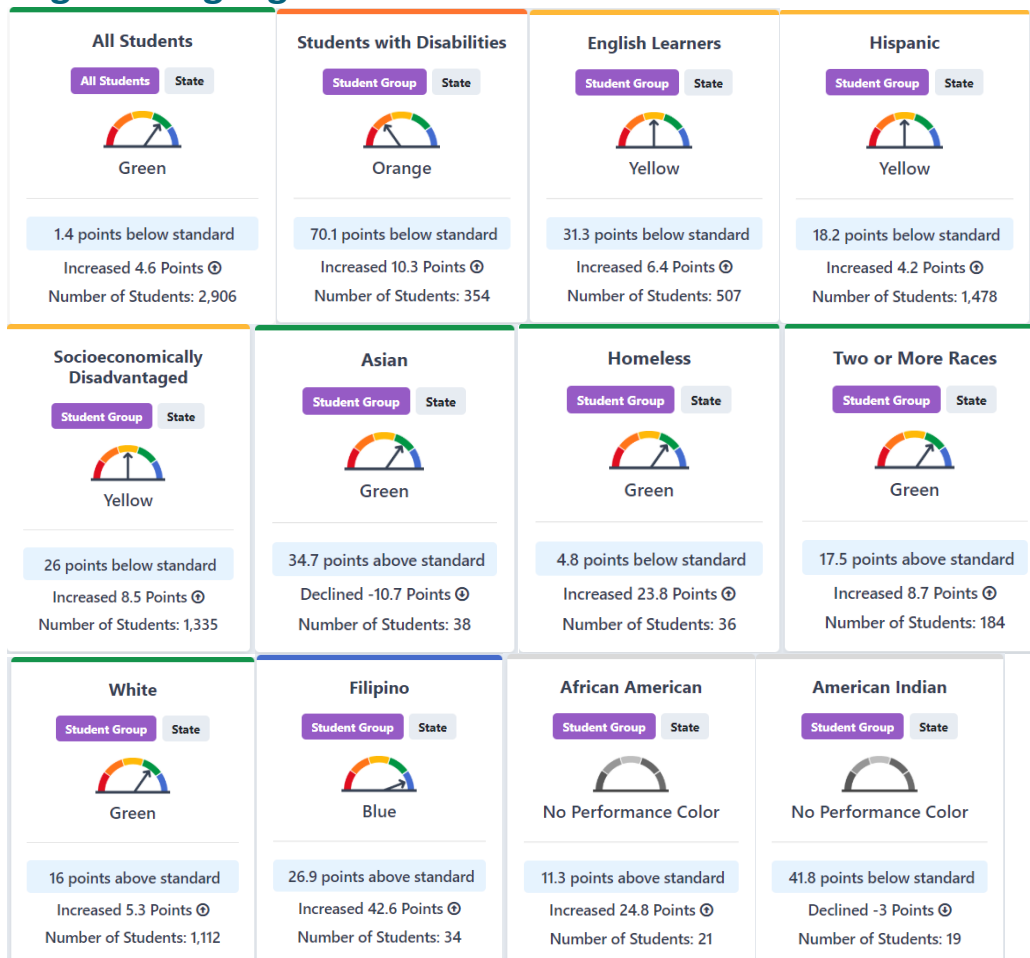 All Students
All Students State
Green
1.4 points below standard
Increased 4.6 Points
Number of Students: 2,906
Students with Disabilities
Student Group State
Orange
70.1 points below standard
Increased 10.3 Points
Number of Students: 354
English Learners
Student Group State
Yellow
31.3 points below standard
Increased 6.4 Points
Number of Students: 507
Hispanic
Student Group State
Yellow
18.2 points below standard
Increased 4.2 Points
Number of Students: 1,478
Socioeconomically
Disadvantaged
Student Group State
Yellow
26 points below standard
Increased 8.5 Points
Number of Students: 1,335
Asian
Student Group State
Green
34.7 points above standard
Declined -10.7 Points
Number of Students: 38
Homeless
Student Group State
Green
4.8 points below standard
Increased 23.8 Points
Number of Students: 36
Two or More Races
Student Group State
Green
17.5 points above standard
Increased 8.7 Points
Number of Students: 184
White
Student Group State
Green
16 points above standard
Increased 5.3 Points
Number of Students: 1,112
Filipino
Student Group State
Blue
26.9 points above standard
Increased 42.6 Points
Number of Students: 34
African American
Student Group State
No Performance Color
11.3 points above standard
Increased 24.8 Points
Number of Students: 21
American Indian
Student Group State
No Performance Color
41.8 points below standard
Declined -3 Points
Number of Students: 19